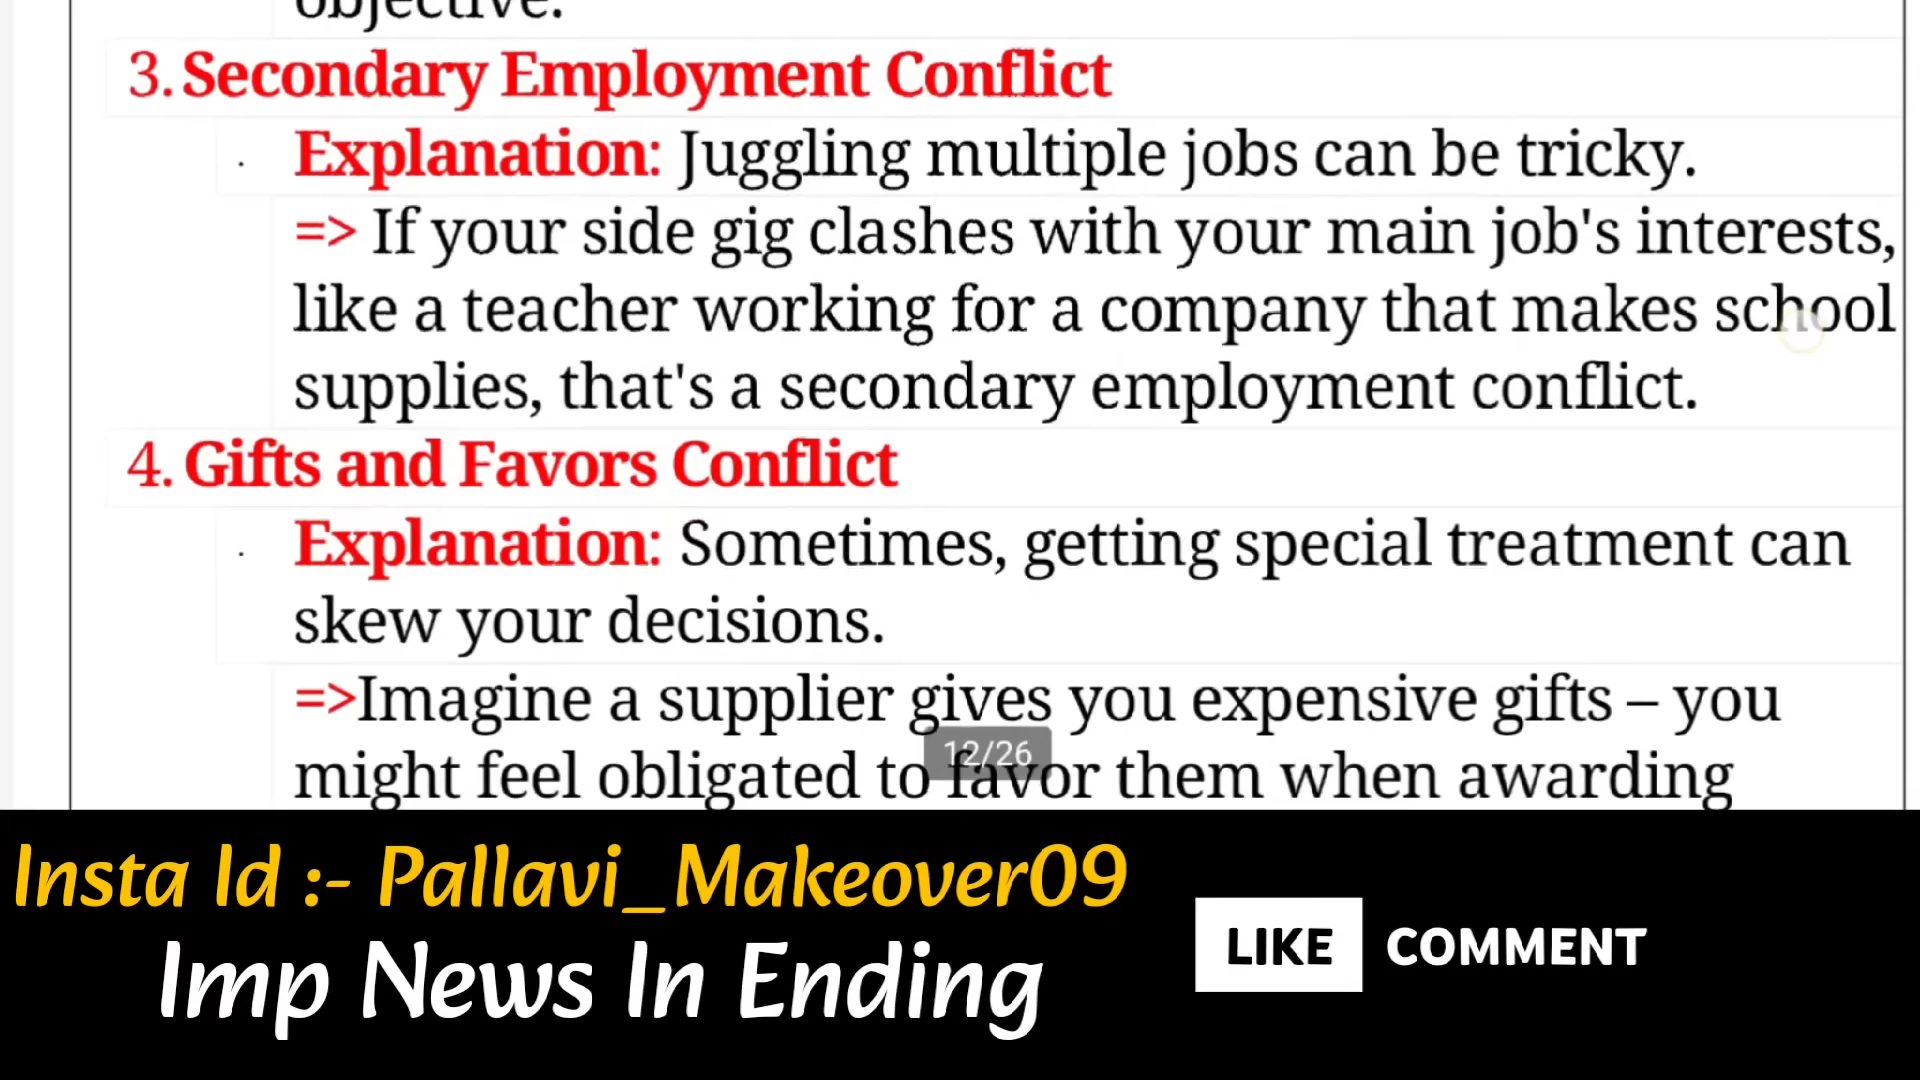 objective.
3. Secondary Employment Conflict
· Explanation: Juggling multiple jobs can be tricky.
=> If your side gig clashes with your main job's interests,
like a teacher working for a company that makes school
supplies, that's a secondary employment conflict.
4. Gifts and Favors Conflict
· Explanation: Sometimes, getting special treatment can
skew your decisions.
=>Imagine a supplier gives you expensive gifts – you
might feel obligated to favor them when awarding
12/26
Insta Id :- Pallavi_Makeover09
Imp News In Ending
LIKE COMMENT